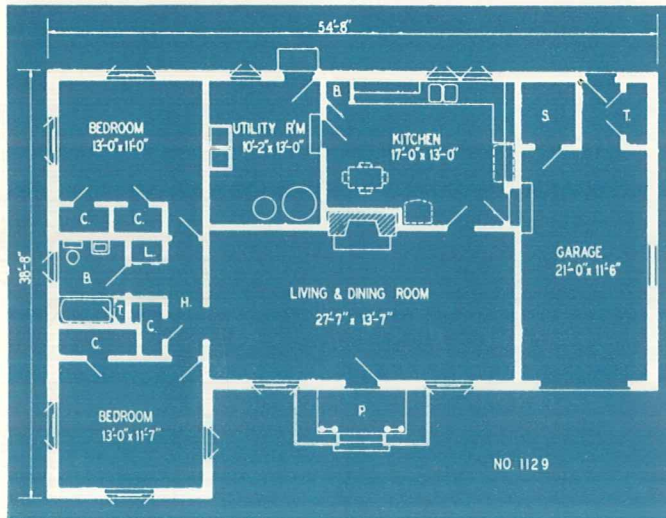 54'-8"
38'-8"
BEDROOM
13'-0" x 11'-0"
UTILITY R'M
10'-2" x 13'-0"
B.
KITCHEN
17'-0" x 13'-0"
S.
T.
C.
C.
B.
L.
T.
C.
H.
C.
LIVING & DINING ROOM
27'-7" x 13'-7"
GARAGE
21'-0" x 11'-6"
BEDROOM
13'-0" x 11'-7"
P.
NO. 1129